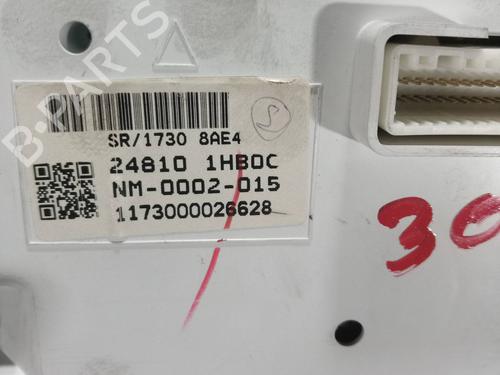 B-PARTS
S
SR/1730 8AE4
24810 1HB0C
NM-0002-015
1173000026628
30